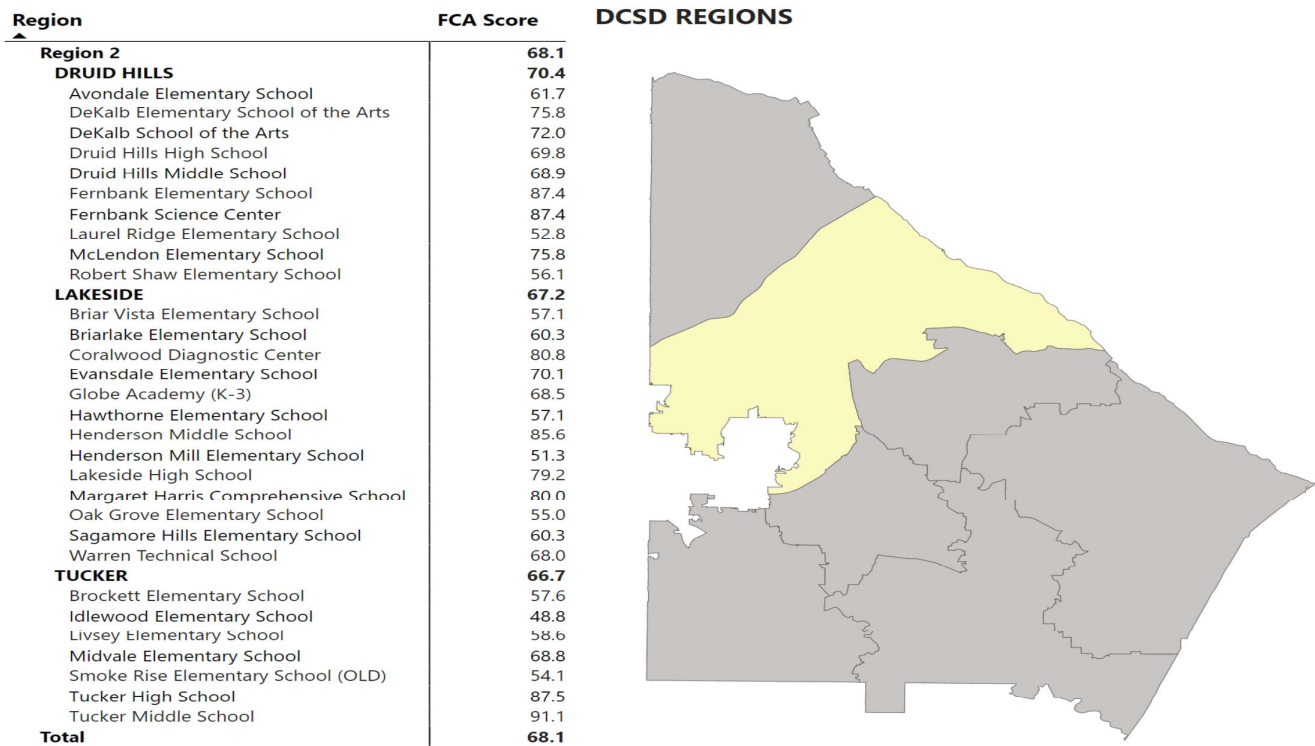 Region FCA Score
Region 2 68.1
DRUID HILLS 70.4
Avondale Elementary School 61.7
DeKalb Elementary School of the Arts 75.8
DeKalb School of the Arts 72.0
Druid Hills High School 69.8
Druid Hills Middle School 68.9
Fernbank Elementary School 87.4
Fernbank Science Center 87.4
Laurel Ridge Elementary School 52.8
McLendon Elementary School 75.8
Robert Shaw Elementary School 56.1
LAKESIDE 67.2
Briar Vista Elementary School 57.1
Briarlake Elementary School 60.3
Coralwood Diagnostic Center 80.8
Evansdale Elementary School 70.1
Globe Academy (K-3) 68.5
Hawthorne Elementary School 57.1
Henderson Middle School 85.6
Henderson Mill Elementary School 51.3
Lakeside High School 79.2
Margaret Harris Comprehensive School 80.0
Oak Grove Elementary School 55.0
Sagamore Hills Elementary School 60.3
Warren Technical School 68.0
TUCKER 66.7
Brockett Elementary School 57.6
Idlewood Elementary School 48.8
Livsey Elementary School 58.6
Midvale Elementary School 68.8
Smoke Rise Elementary School (OLD) 54.1
Tucker High School 87.5
Tucker Middle School 91.1
Total 68.1
DCSD REGIONS